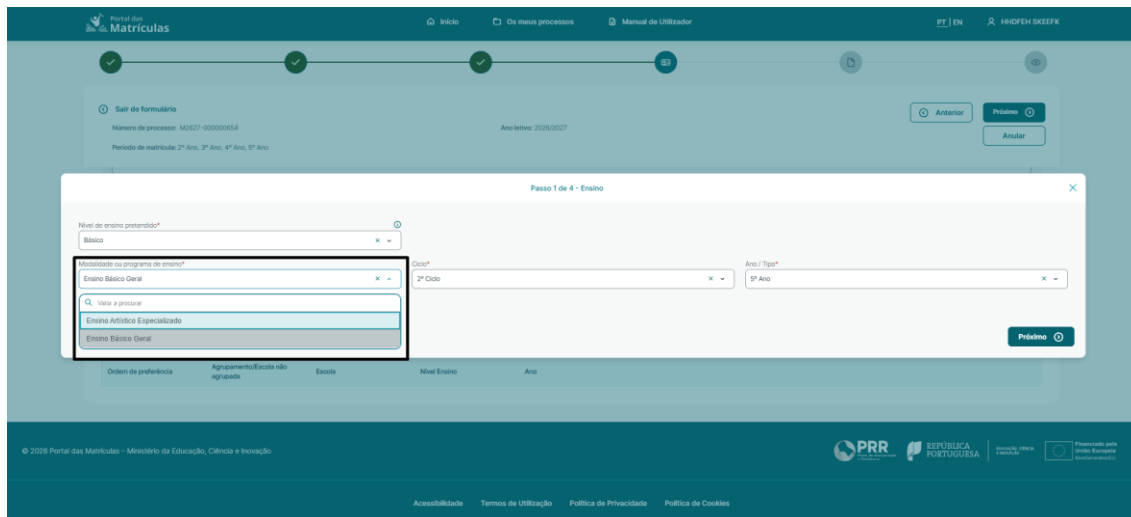 Portal das
Matrículas
Início
Os meus processos
Manual de Utilizador
PT | EN
HHDFEH SKEEFK
Sair do formulário
Anterior
Próximo
Número de processo: M2627-000000654
Ano letivo: 2026/2027
Anular
Período de matrícula: 2º Ano, 3º Ano, 4º Ano, 5º Ano
Passo 1 de 4 - Ensino
Nível de ensino pretendido*
Básico
Modalidade ou programa de ensino*
Ciclo*
Ano / Tipo*
Ensino Básico Geral
2º Ciclo
5º Ano
Valor a procurar
Ensino Artístico Especializado
Ensino Básico Geral
Próximo
Ordem de preferência
Agrupamento/Escola não
agrupada
Escola
Nível Ensino
Ano
© 2026 Portal das Matrículas - Ministério da Educação, Ciência e Inovação
PRR
REPÚBLICA
PORTUGUESA
Financiado pela
União Europeia
Acessibilidade
Termos de Utilização
Política de Privacidade
Política de Cookies